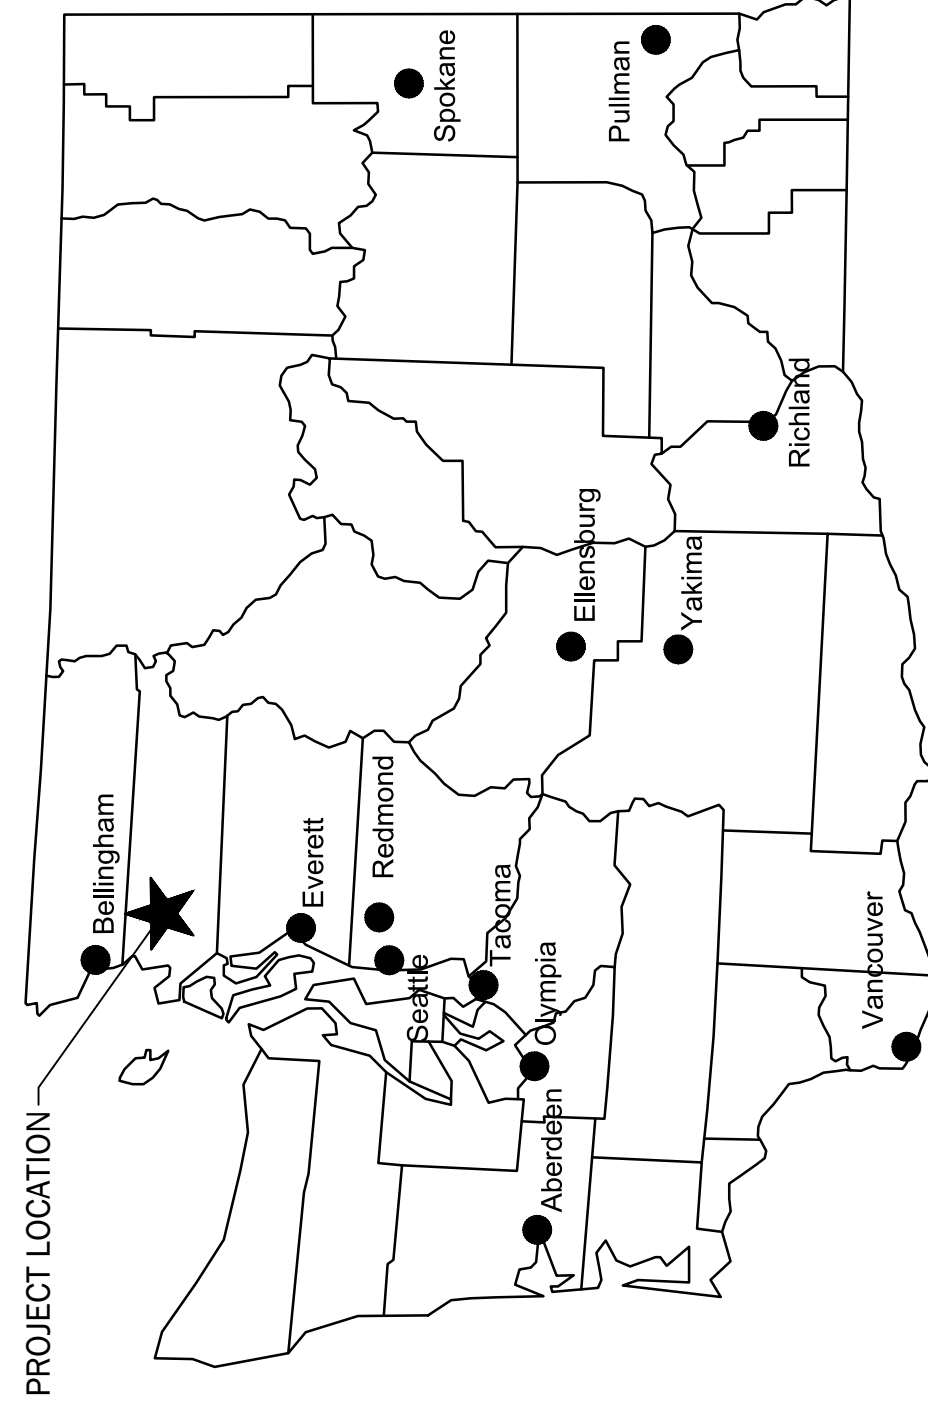 PROJECT LOCATION
Bellingham
Everett
Redmond
Seattle
Tacoma
Olympia
Aberdeen
Vancouver
Ellensburg
Yakima
Richland
Spokane
Pullman